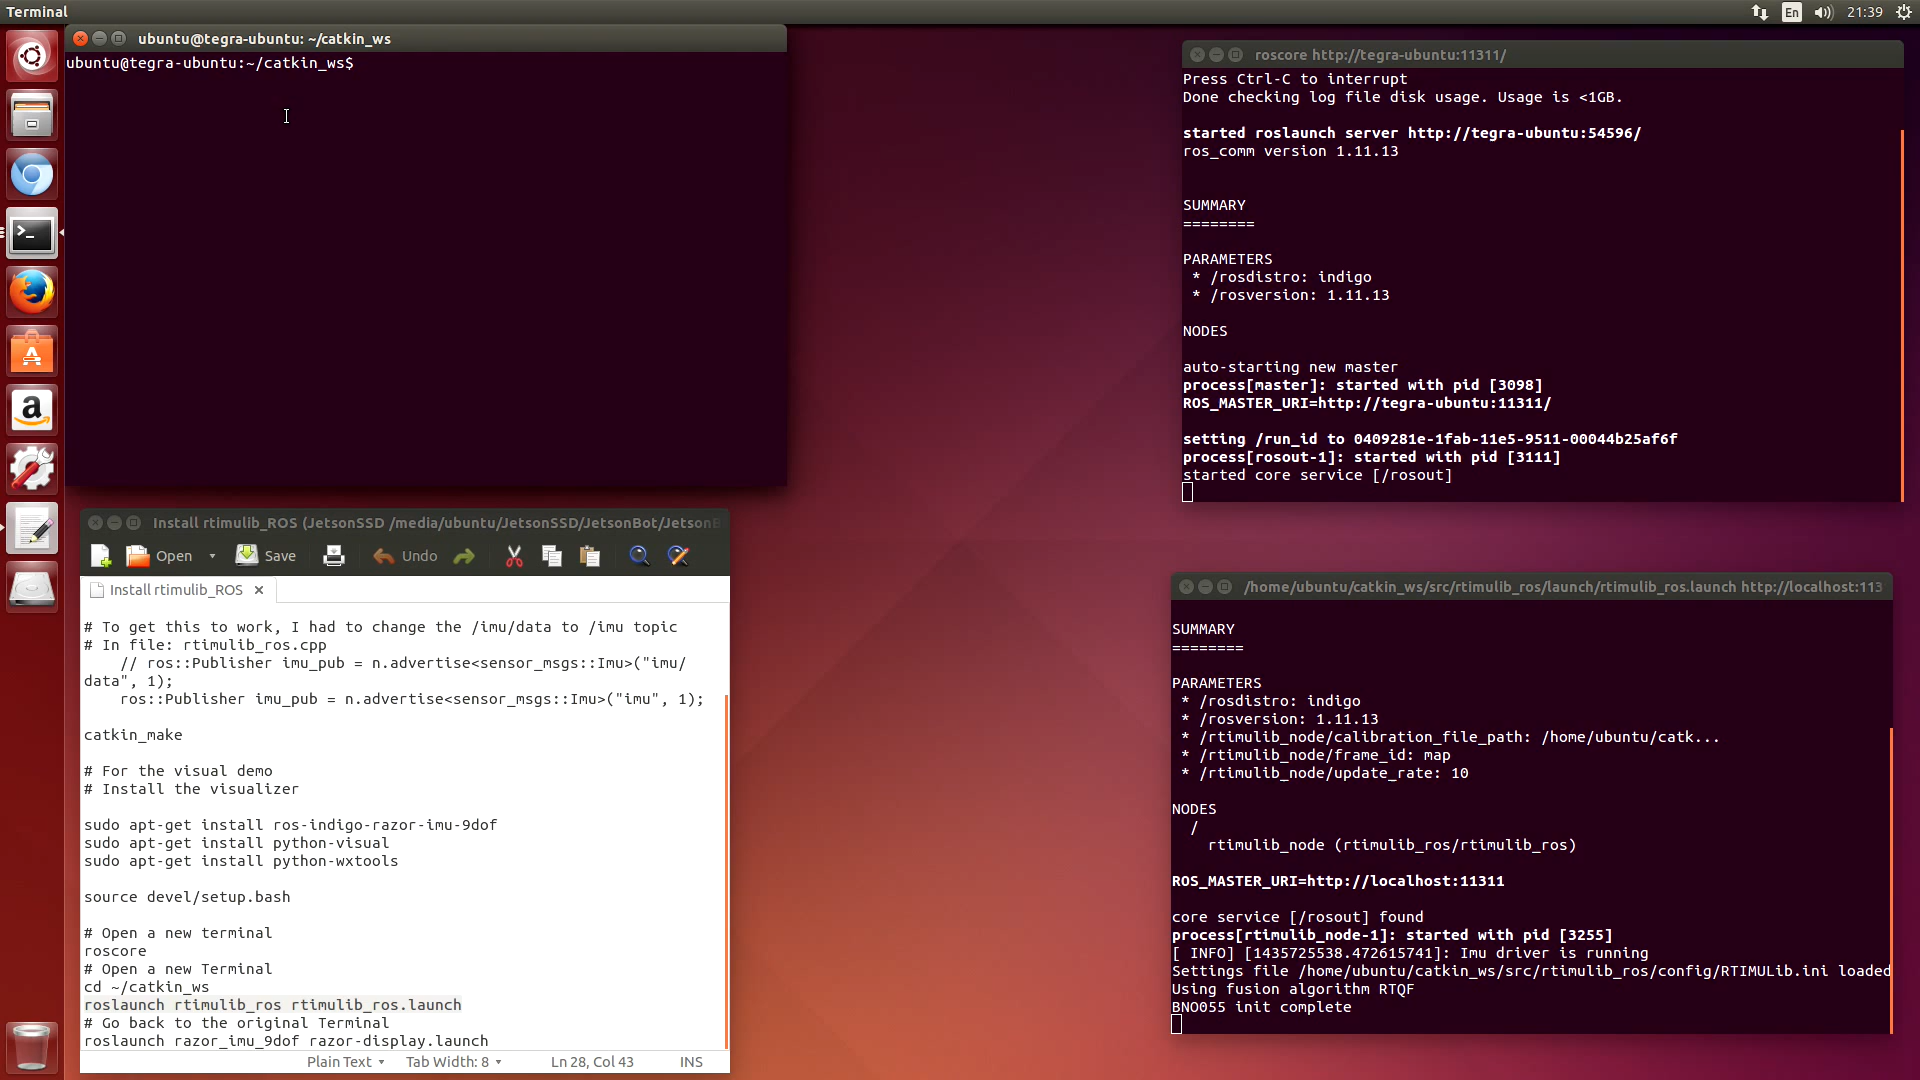 Terminal
En
21:39
ubuntu@tegra-ubuntu: ~/catkin_ws
ubuntu@tegra-ubuntu:~/catkin_ws$
roscore http://tegra-ubuntu:11311/
Press Ctrl-C to interrupt
Done checking log file disk usage. Usage is <1GB.
started roslaunch server http://tegra-ubuntu:54596/
ros_comm version 1.11.13
SUMMARY
========
PARAMETERS
* /rosdistro: indigo
* /rosversion: 1.11.13
NODES
auto-starting new master
process[master]: started with pid [3098]
ROS_MASTER_URI=http://tegra-ubuntu:11311/
setting /run_id to 0409281e-1fab-11e5-9511-00044b25af6f
process[rosout-1]: started with pid [3111]
started core service [/rosout]
Install rtimulib_ROS (JetsonSSD /media/ubuntu/JetsonSSD/JetsonBot/JetsonB
Open
Save
Undo
Install rtimulib_ROS
# To get this to work, I had to change the /imu/data to /imu topic
# In file: rtimulib_ros.cpp
// ros::Publisher imu_pub = n.advertise<sensor_msgs::Imu>("imu/
data", 1);
ros::Publisher imu_pub = n.advertise<sensor_msgs::Imu>("imu", 1);
catkin_make
# For the visual demo
# Install the visualizer
sudo apt-get install ros-indigo-razor-imu-9dof
sudo apt-get install python-visual
sudo apt-get install python-wxtools
source devel/setup.bash
# Open a new terminal
roscore
# Open a new Terminal
cd ~/catkin_ws
roslaunch rtimulib_ros rtimulib_ros.launch
# Go back to the original Terminal
roslaunch razor_imu_9dof razor-display.launch
Plain Text
Tab Width: 8
Ln 28, Col 43
INS
/home/ubuntu/catkin_ws/src/rtimulib_ros/launch/rtimulib_ros.launch http://localhost:113
SUMMARY
========
PARAMETERS
* /rosdistro: indigo
* /rosversion: 1.11.13
* /rtimulib_node/calibration_file_path: /home/ubuntu/catk...
* /rtimulib_node/frame_id: map
* /rtimulib_node/update_rate: 10
NODES
/
rtimulib_node (rtimulib_ros/rtimulib_ros)
ROS_MASTER_URI=http://localhost:11311
core service [/rosout] found
process[rtimulib_node-1]: started with pid [3255]
[ INFO] [1435725538.472615741]: Imu driver is running
Settings file /home/ubuntu/catkin_ws/src/rtimulib_ros/config/RTIMULib.ini loaded
Using fusion algorithm RTQF
BNO055 init complete